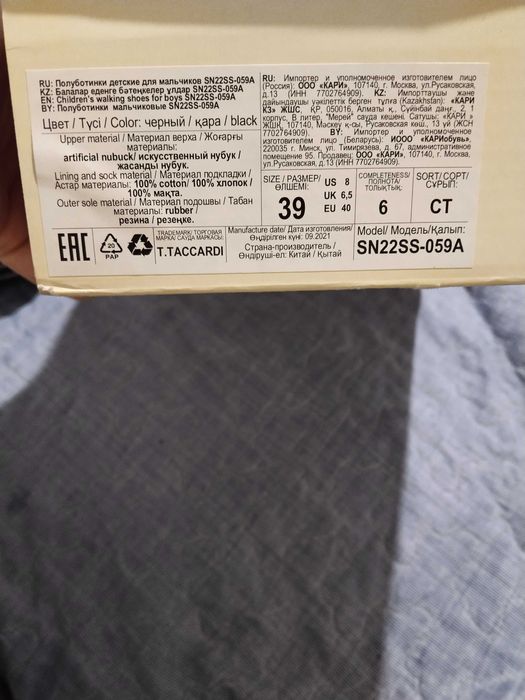 RU: Полуботинки детские для мальчиков SN22SS-059A
KZ: Балалар еденге бәтеңкелер ұлдар SN22SS-059A
EN: Children's walking shoes for boys SN22SS-059A
BY: Полуботинки мальчиковые SN22SS-059A
Цвет / Түсі / Color: черный / қара / black
Upper material / Материал верха / Жоғарғы
материалы:
artificial nubuck/ искусственный нубук /
жасанды нубук.
Lining and sock material / Материал подкладки /
Астар материалы: 100% cotton/ 100% хлопок /
100% мақта.
Outer sole material / Материал подошвы / Табан
материалы: rubber /
резина / резеңке.
RU: Импортер и уполномоченное изготовителем лицо
(Россия): ООО "КАРИ", 107140, г. Москва, ул.Русаковская,
д.13 (ИНН 7702764909). KZ: Импорттаушы және
дайындаушы уәкілеттік берген тұлға (Kazakhstan): «КАРИ
КЗ» ЖШС, ҚР, 050016, Алматы қ., Сүйінбай даң., 2, 1
корпус, В литер, "Мерей" сауда кешені. Сатушы: «КАРИ »
ЖШҚ, 107140, Мәскеу қ-сы, Русаковская көш., 13 үй (ЖСН
7702764909). BY: Импортер и уполномоченное
изготовителем лицо (Беларусь): ИООО «КАРИобувь»,
220035 г. Минск, ул. Тимирязева, д. 67, административное
помещение 95. Продавец: ООО "КАРИ", 107140, г. Москва,
ул.Русаковская, д.13 (ИНН 7702764909).
SIZE / РАЗМЕР/
ӨЛШЕМІ:
39
US 8
UK 6,5
EU 40
COMPLETENESS/
ПОЛНОТА/
ТОЛЫҚТЫҚ:
6
SORT/ СОРТ/
СҰРЫП:
СТ
EAC
20
PAP
TRADEMARK/ ТОРГОВАЯ
МАРКА/ САУДА МАРКАСЫ:
T.TACCARDI
Manufacture date/ Дата изготовления/
Өндірілген күні: 09.2021
Страна-производитель /
Өндіруші-ел: Китай / Қытай
Model/ Модель/Қалып:
SN22SS-059A